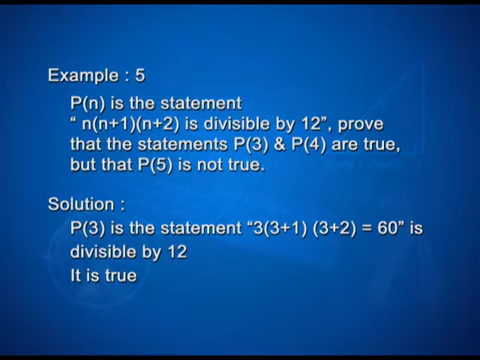 Example : 5
P(n) is the statement
“ n(n+1)(n+2) is divisible by 12”, prove
that the statements P(3) & P(4) are true,
but that P(5) is not true.
Solution :
P(3) is the statement “3(3+1) (3+2) = 60” is
divisible by 12
It is true